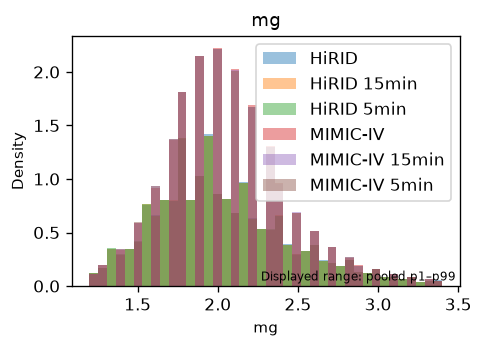 mg
HiRID
HiRID 15min
HiRID 5min
MIMIC-IV
MIMIC-IV 15min
MIMIC-IV 5min
Density
2.0
1.5
1.0
0.5
0.0
Displayed range: pooled p1–p99
1.5 2.0 2.5 3.0 3.5
mg